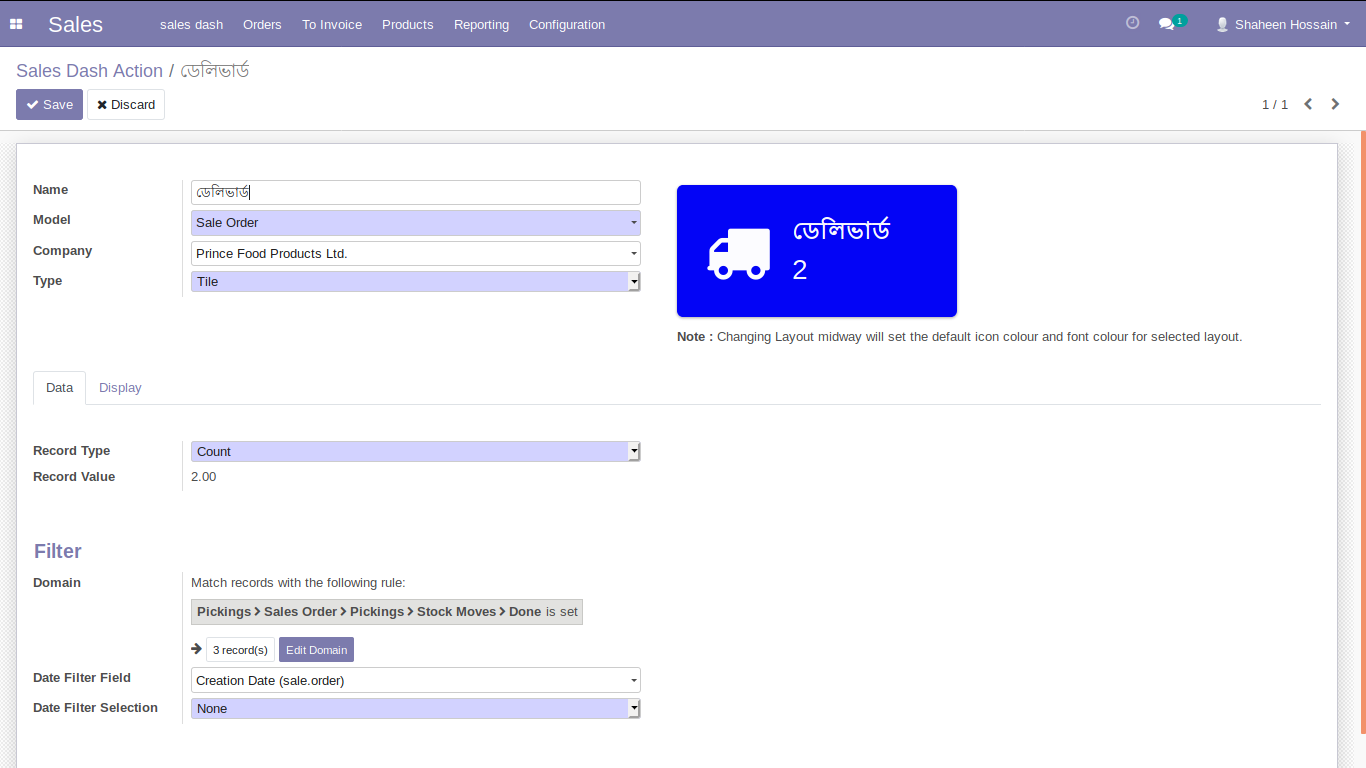 Sales sales dash Orders To Invoice Products Reporting Configuration 1 Shaheen Hossain
Sales Dash Action / ডেলিভার্ড
Save Discard 1 / 1
Name ডেলিভার্ড
Model Sale Order
Company Prince Food Products Ltd.
Type Tile
ডেলিভার্ড
2
Note : Changing Layout midway will set the default icon colour and font colour for selected layout.
Data Display
Record Type Count
Record Value 2.00
Filter
Domain Match records with the following rule:
Pickings > Sales Order > Pickings > Stock Moves > Done is set
3 record(s) Edit Domain
Date Filter Field Creation Date (sale.order)
Date Filter Selection None